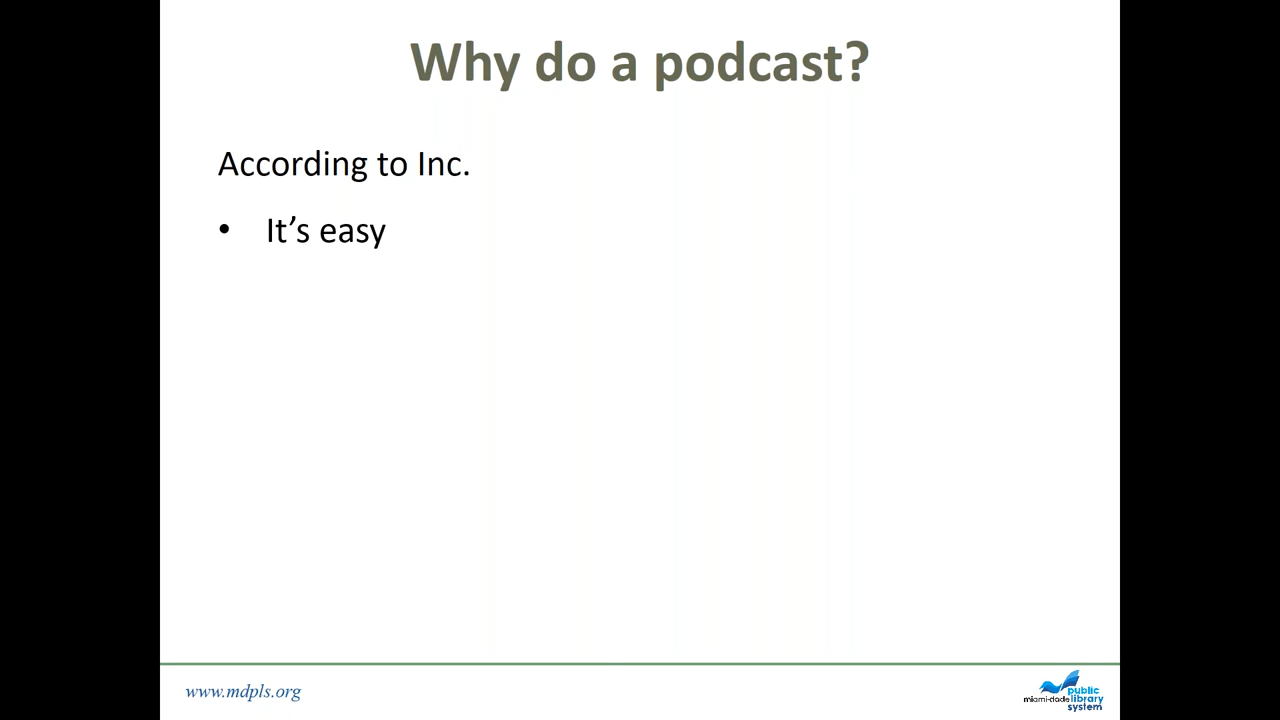 Why do a podcast?
According to Inc.
• It’s easy
www.mdpls.org
miami-dade public
library
system